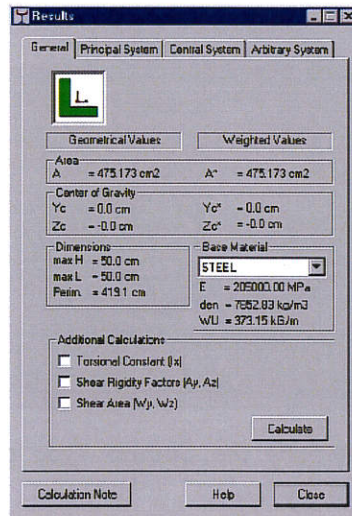 Results
General Principal System Central System Arbitrary System
Geometrical Values Weighted Values
Area
A = 475.173 cm2 A* = 475.173 cm2
Center of Gravity
Yc = 0.0 cm Yc* = 0.0 cm
Zc = -0.0 cm Zc* = -0.0 cm
Dimensions
max H = 50.0 cm
max L = 50.0 cm
Perim. = 419.1 cm
Base Material
STEEL
E = 205000.00 MPa
den = 7852.83 kg/m3
WU = 373.15 kG/m
Additional Calculations
Torsional Constant (Ix)
Shear Rigidity Factors (Ay, Az)
Shear Area (Wy, Wz)
Calculate
Calculation Note Help Close